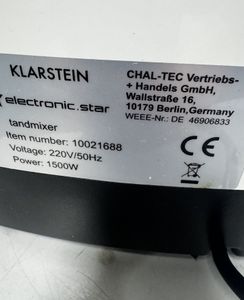 KLARSTEIN
electronic.star
tandmixer
Item number: 10021688
Voltage: 220V/50Hz
Power: 1500W
CHAL-TEC Vertriebs-
+ Handels GmbH,
Wallstraße 16,
10179 Berlin,Germany
WEEE-Nr.: DE 46906833
CE